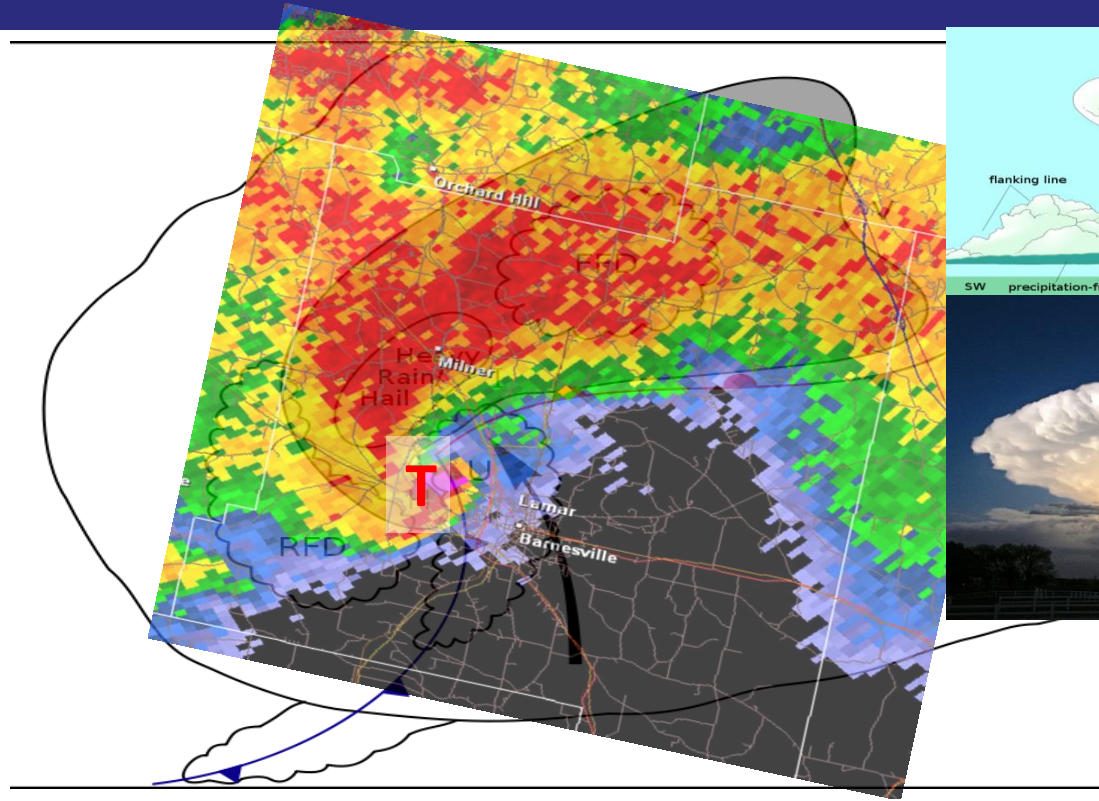 Orchard Hill
flanking line
V
FFD
SW precipitation-f
Heavy
Milner
Rain
Hail
T
U
e
Lamar
RFD
Barnesville